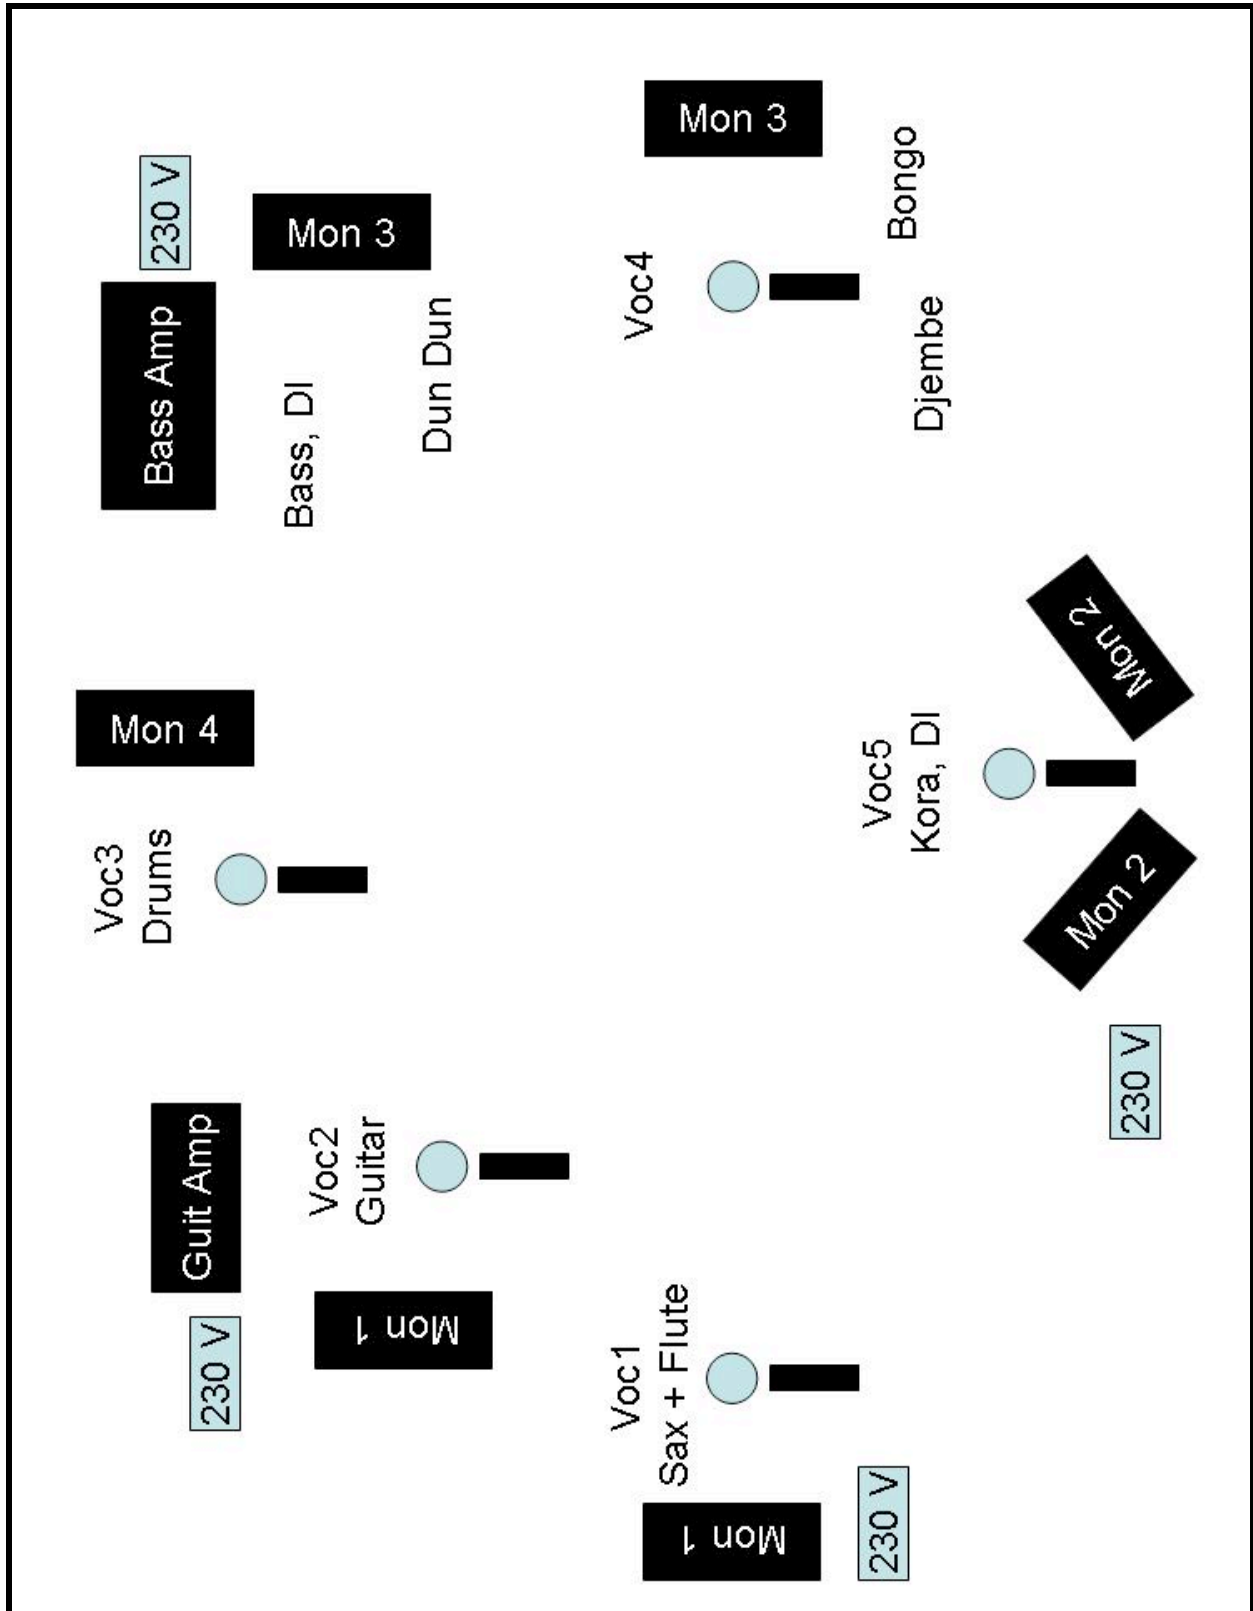 230 V
Guit Amp
Voc3
Drums
Mon 4
Bass Amp
230 V
Mon 1
Voc2
Guitar
Bass, DI
Mon 3
Dun Dun
Mon 1
Voc1
Sax + Flute
Voc4
Mon 3
230 V
Voc5
Kora, DI
Djembe
Bongo
230 V
Mon 2
Mon 2